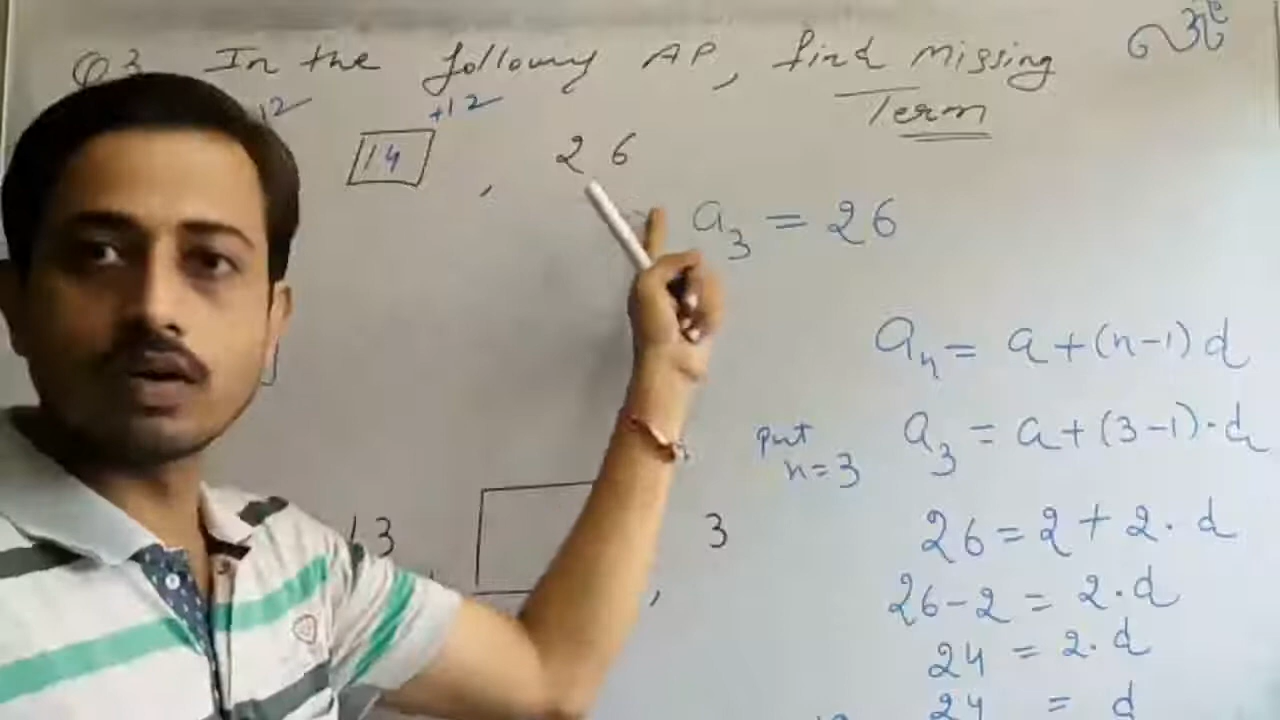 Q3 In the following AP, find missing
Term
12 +12
14 , 26
a₃ = 26
aₙ = a + (n-1) d
put n=3 a₃ = a + (3-1) · d
13 , , 3
26 = 2 + 2 · d
26-2 = 2 · d
24 = 2 · d
24 = d